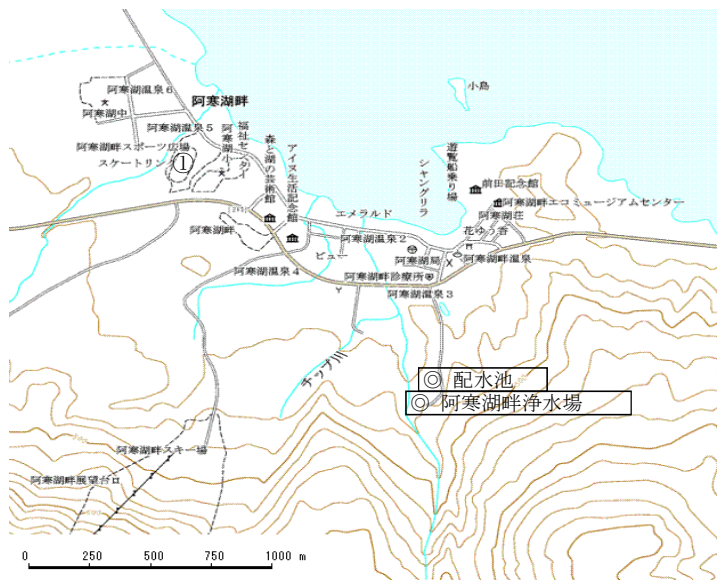 小島
阿寒湖温泉6
阿寒湖畔
阿寒湖中
阿寒湖温泉5
阿寒湖畔スポーツ広場
スケートリンク
①
阿寒湖小
福祉センター
森と湖の芸術館
アイヌ生活記念館
シャングリラ
遊覧船乗り場
前田記念館
阿寒湖畔エコミュージアムセンター
阿寒湖荘
エメラルド
花ゆう香
阿寒湖畔
阿寒湖温泉2
ビュー
阿寒湖局
阿寒湖畔温泉
阿寒湖温泉4
阿寒湖畔診療所
阿寒湖温泉3
チップ川
◎ 配水池
◎ 阿寒湖畔浄水場
阿寒湖畔スキー場
阿寒湖畔展望台
0 250 500 750 1000 m